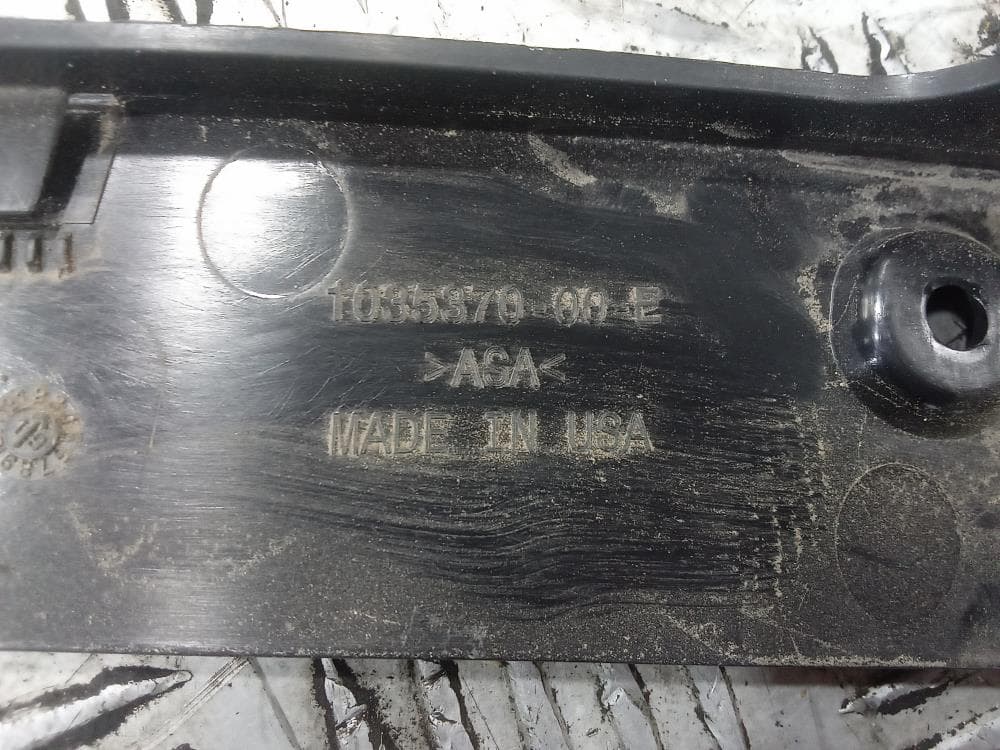 1035370-00-E
>ASA<
MADE IN USA